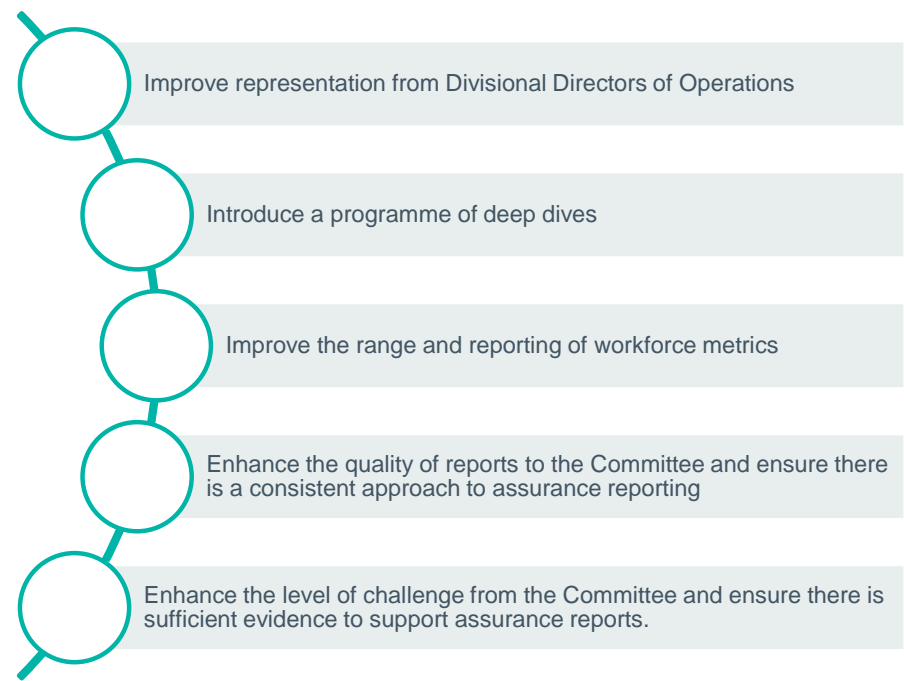 Improve representation from Divisional Directors of Operations
Introduce a programme of deep dives
Improve the range and reporting of workforce metrics
Enhance the quality of reports to the Committee and ensure there
is a consistent approach to assurance reporting
Enhance the level of challenge from the Committee and ensure there is
sufficient evidence to support assurance reports.